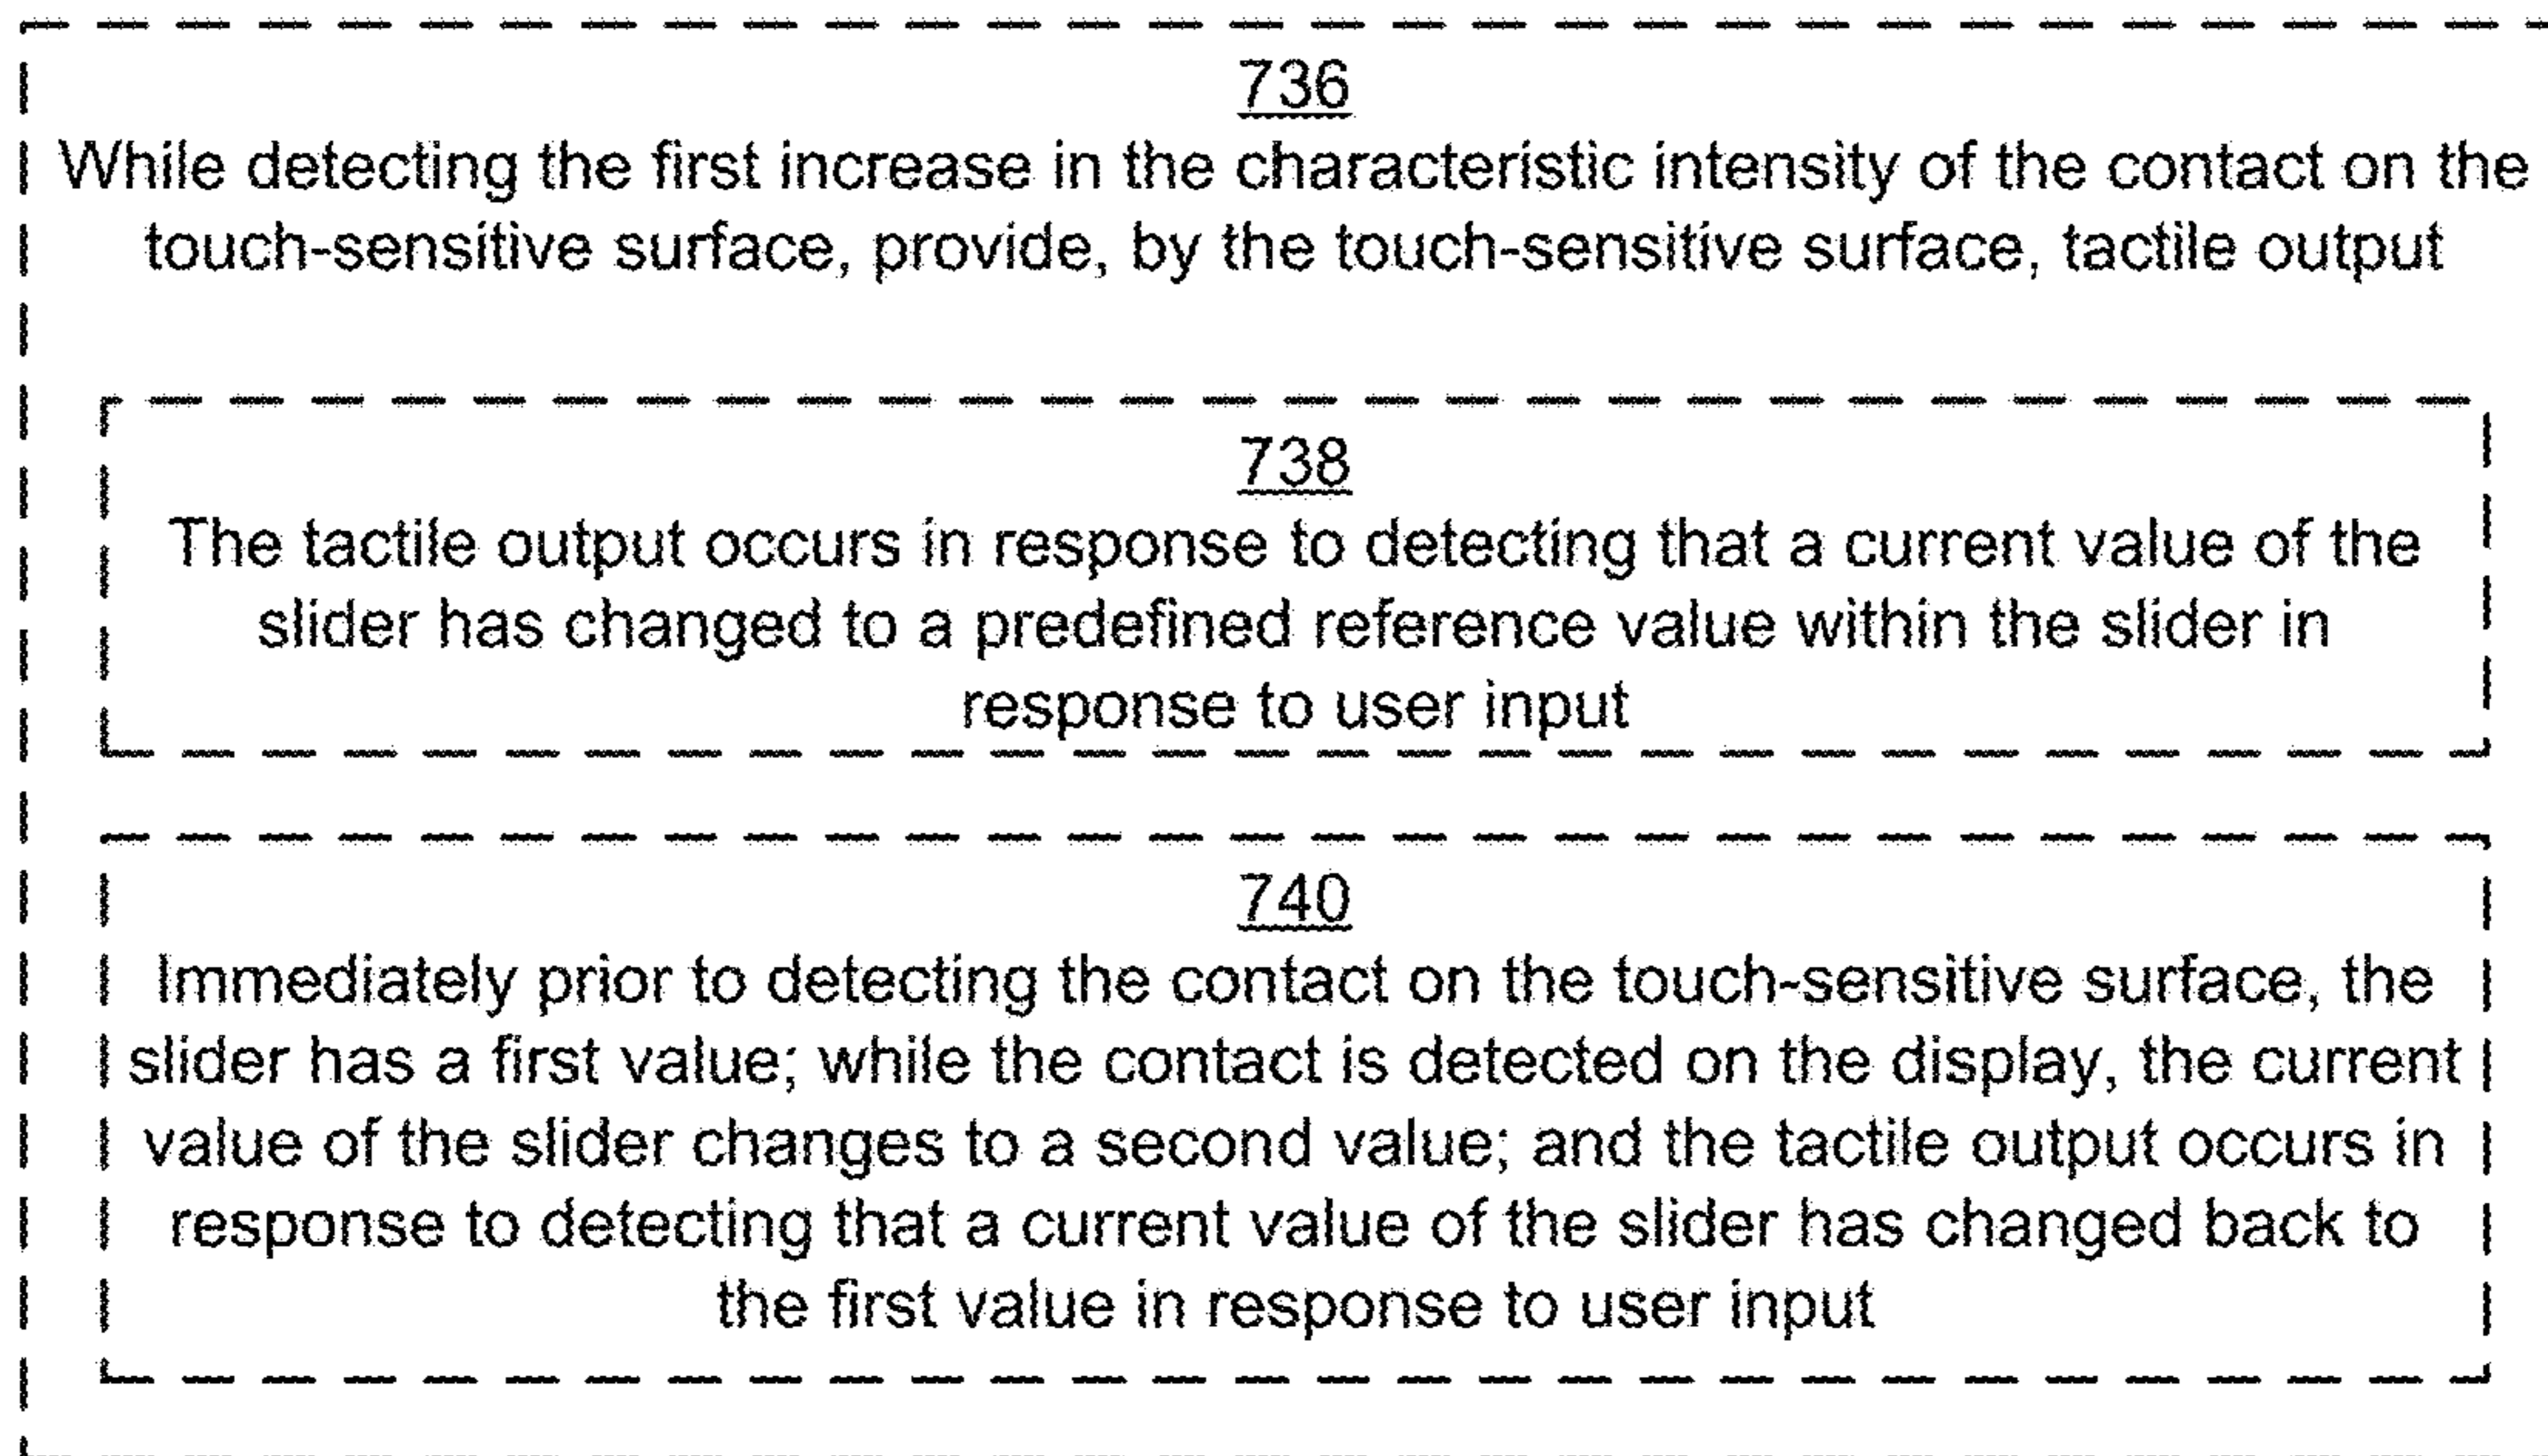 736
While detecting the first increase in the characteristic intensity of the contact on the
touch-sensitive surface, provide, by the touch-sensitive surface, tactile output
738
The tactile output occurs in response to detecting that a current value of the
slider has changed to a predefined reference value within the slider in
response to user input
740
Immediately prior to detecting the contact on the touch-sensitive surface, the
slider has a first value; while the contact is detected on the display, the current
value of the slider changes to a second value; and the tactile output occurs in
response to detecting that a current value of the slider has changed back to
the first value in response to user input